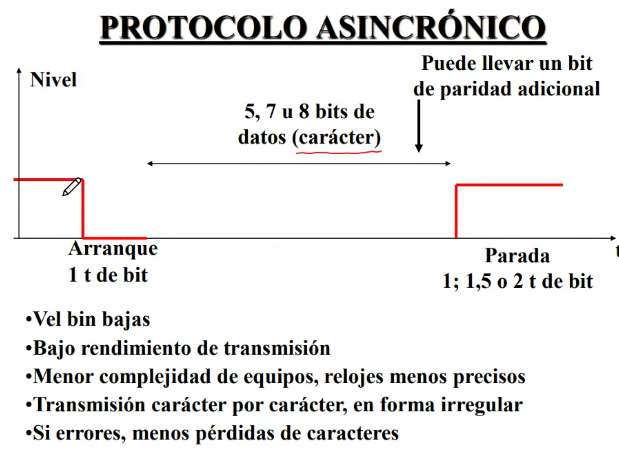 PROTOCOLO ASINCRÓNICO
Puede llevar un bit
de paridad adicional
Nivel
5, 7 u 8 bits de
datos (carácter)
Arranque
1 t de bit
Parada
1; 1,5 o 2 t de bit
t
•Vel bin bajas
•Bajo rendimiento de transmisión
•Menor complejidad de equipos, relojes menos precisos
•Transmisión carácter por carácter, en forma irregular
•Si errores, menos pérdidas de caracteres